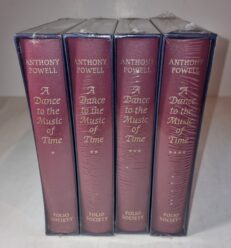 ANTHONY
POWELL
A
Dance
to the
Music
of
Time
*
FOLIO
SOCIETY
ANTHONY
POWELL
A
Dance
to the
Music
of
Time
**
FOLIO
SOCIETY
ANTHONY
POWELL
A
Dance
to the
Music
of
Time
***
FOLIO
SOCIETY
ANTHONY
POWELL
A
Dance
to the
Music
of
Time
****
FOLIO
SOCIETY